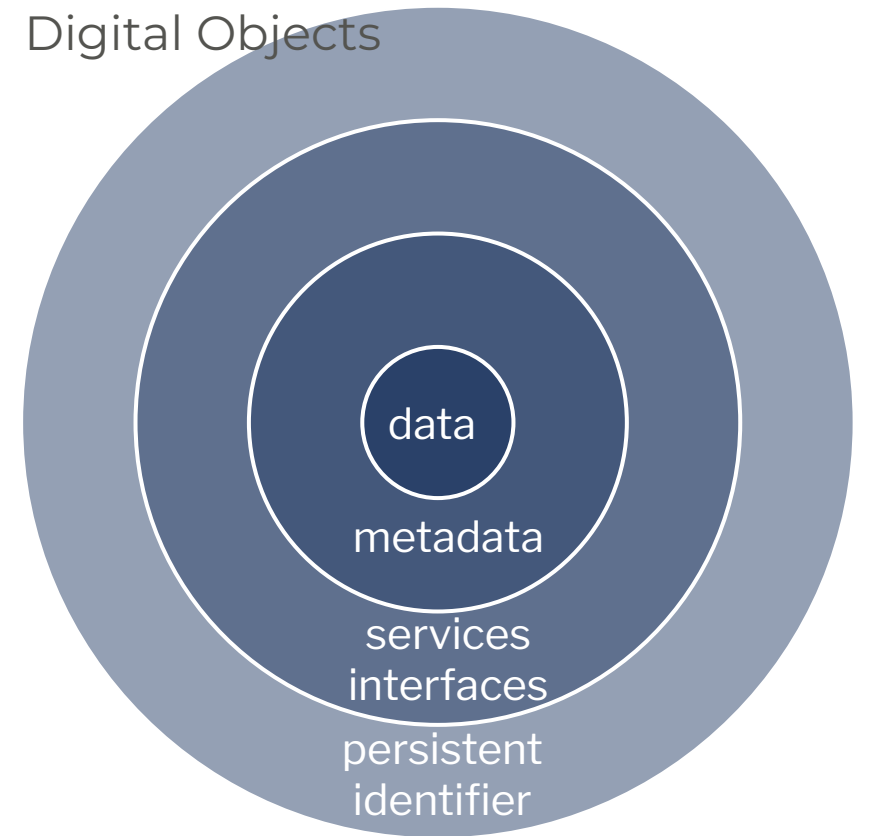 Digital Objects
data
metadata
services
interfaces
persistent
identifier